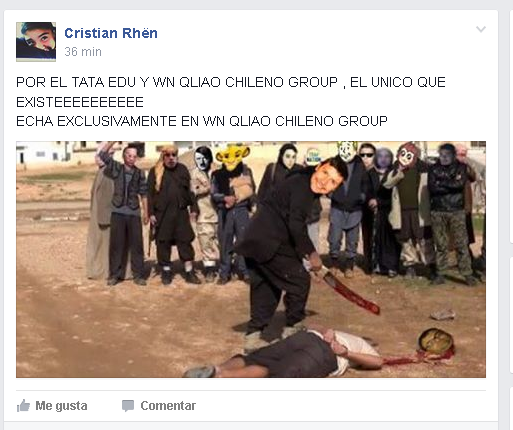 Cristian Rhën
36 min
POR EL TATA EDU Y WN QLIAO CHILENO GROUP , EL UNICO QUE
EXISTEEEEEEEEEE
ECHA EXCLUSIVAMENTE EN WN QLIAO CHILENO GROUP
Me gusta
Comentar